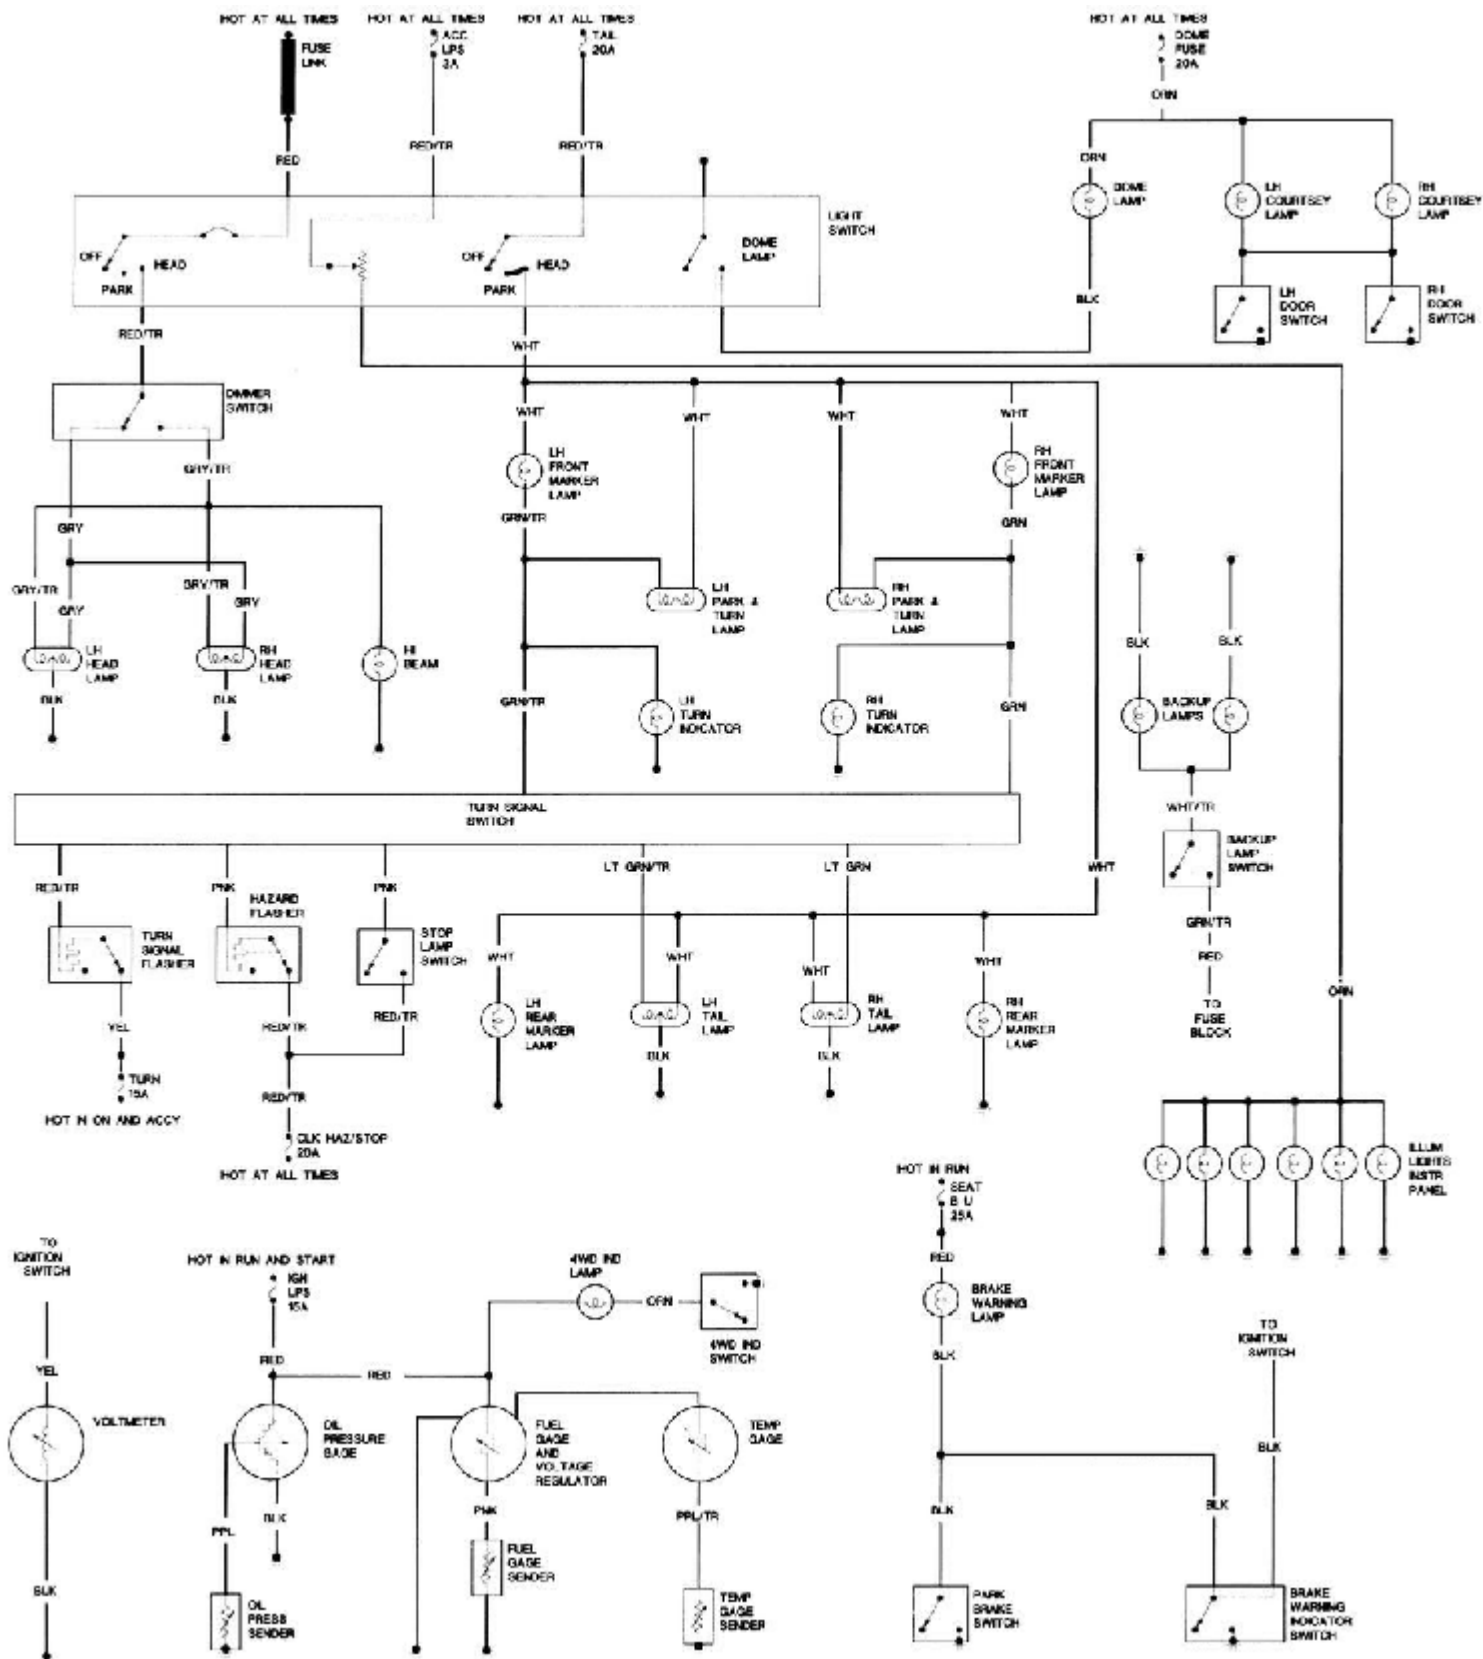 HOT AT ALL TIMES
FUSE
LINK
RED
HOT AT ALL TIMES
ACC
LPS
3A
RED/TR
HOT AT ALL TIMES
TAIL
20A
RED/TR
HOT AT ALL TIMES
DOME
FUSE
20A
ORN
ORN
DOME
LAMP
LH
COURTSEY
LAMP
RH
COURTSEY
LAMP
LIGHT
SWITCH
OFF
HEAD
PARK
OFF
HEAD
PARK
DOME
LAMP
BLK
LH
DOOR
SWITCH
RH
DOOR
SWITCH
RED/TR
WHT
DIMMER
SWITCH
WHT
WHT
WHT
WHT
GRY/TR
LH
FRONT
MARKER
LAMP
RH
FRONT
MARKER
LAMP
GRY
GRN/TR
GRN
GRY/TR
GRY
GRY/TR
GRY
LH
PARK &
TURN
LAMP
RH
PARK &
TURN
LAMP
LH
HEAD
LAMP
RH
HEAD
LAMP
HI
BEAM
BLK
BLK
BLK
BLK
GRN/TR
LH
TURN
INDICATOR
RH
TURN
INDICATOR
GRN
BACKUP
LAMPS
TURN SIGNAL
SWITCH
WHT/TR
BACKUP
LAMP
SWITCH
RED/TR
PNK
PNK
LT GRN/TR
LT GRN
WHT
HAZARD
FLASHER
GRN/TR
RED
TO
FUSE
BLOCK
TURN
SIGNAL
FLASHER
STOP
LAMP
SWITCH
WHT
WHT
WHT
WHT
ORN
LH
REAR
MARKER
LAMP
LH
TAIL
LAMP
RH
TAIL
LAMP
RH
REAR
MARKER
LAMP
YEL
RED/TR
RED/TR
BLK
BLK
TURN
15A
HOT IN ON AND ACCY
RED/TR
CLK HAZ/STOP
20A
HOT AT ALL TIMES
ILLUM
LIGHTS
INSTR
PANEL
HOT IN RUN
SEAT
B U
25A
RED
BRAKE
WARNING
LAMP
BLK
TO
IGNITION
SWITCH
HOT IN RUN AND START
IGN
LPS
15A
4WD IND
LAMP
ORN
4WD IND
SWITCH
TO
IGNITION
SWITCH
YEL
RED
RED
VOLTMETER
OIL
PRESSURE
GAGE
FUEL
GAGE
AND
VOLTAGE
REGULATOR
TEMP
GAGE
BLK
BLK
BLK
BLK
PPL
BLK
PNK
PPL/TR
FUEL
GAGE
SENDER
OIL
PRESS
SENDER
TEMP
GAGE
SENDER
PARK
BRAKE
SWITCH
BRAKE
WARNING
INDICATOR
SWITCH